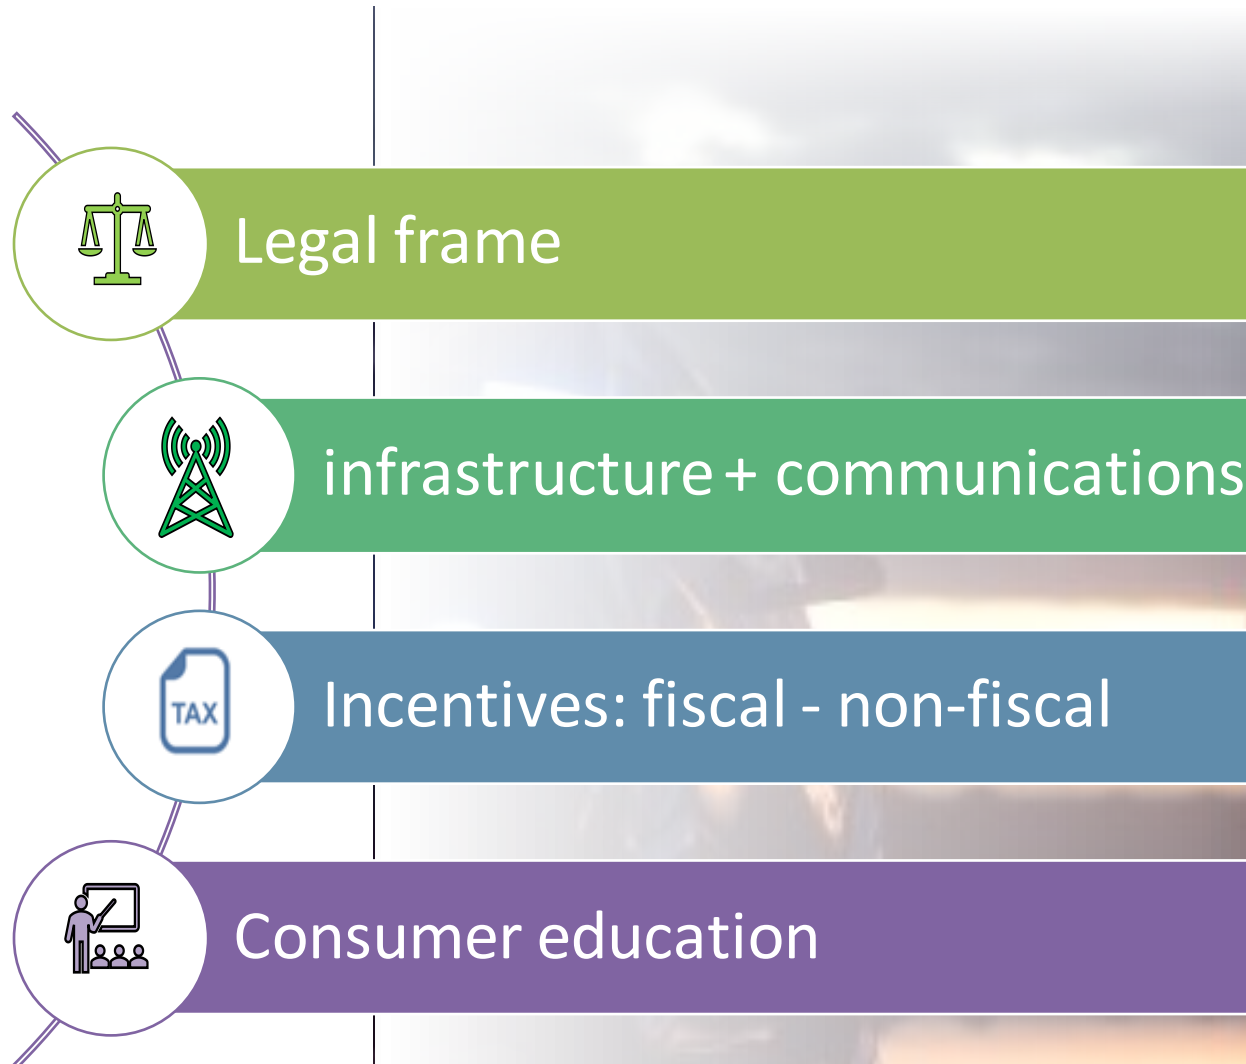 Legal frame
infrastructure + communications
TAX
Incentives: fiscal - non-fiscal
Consumer education